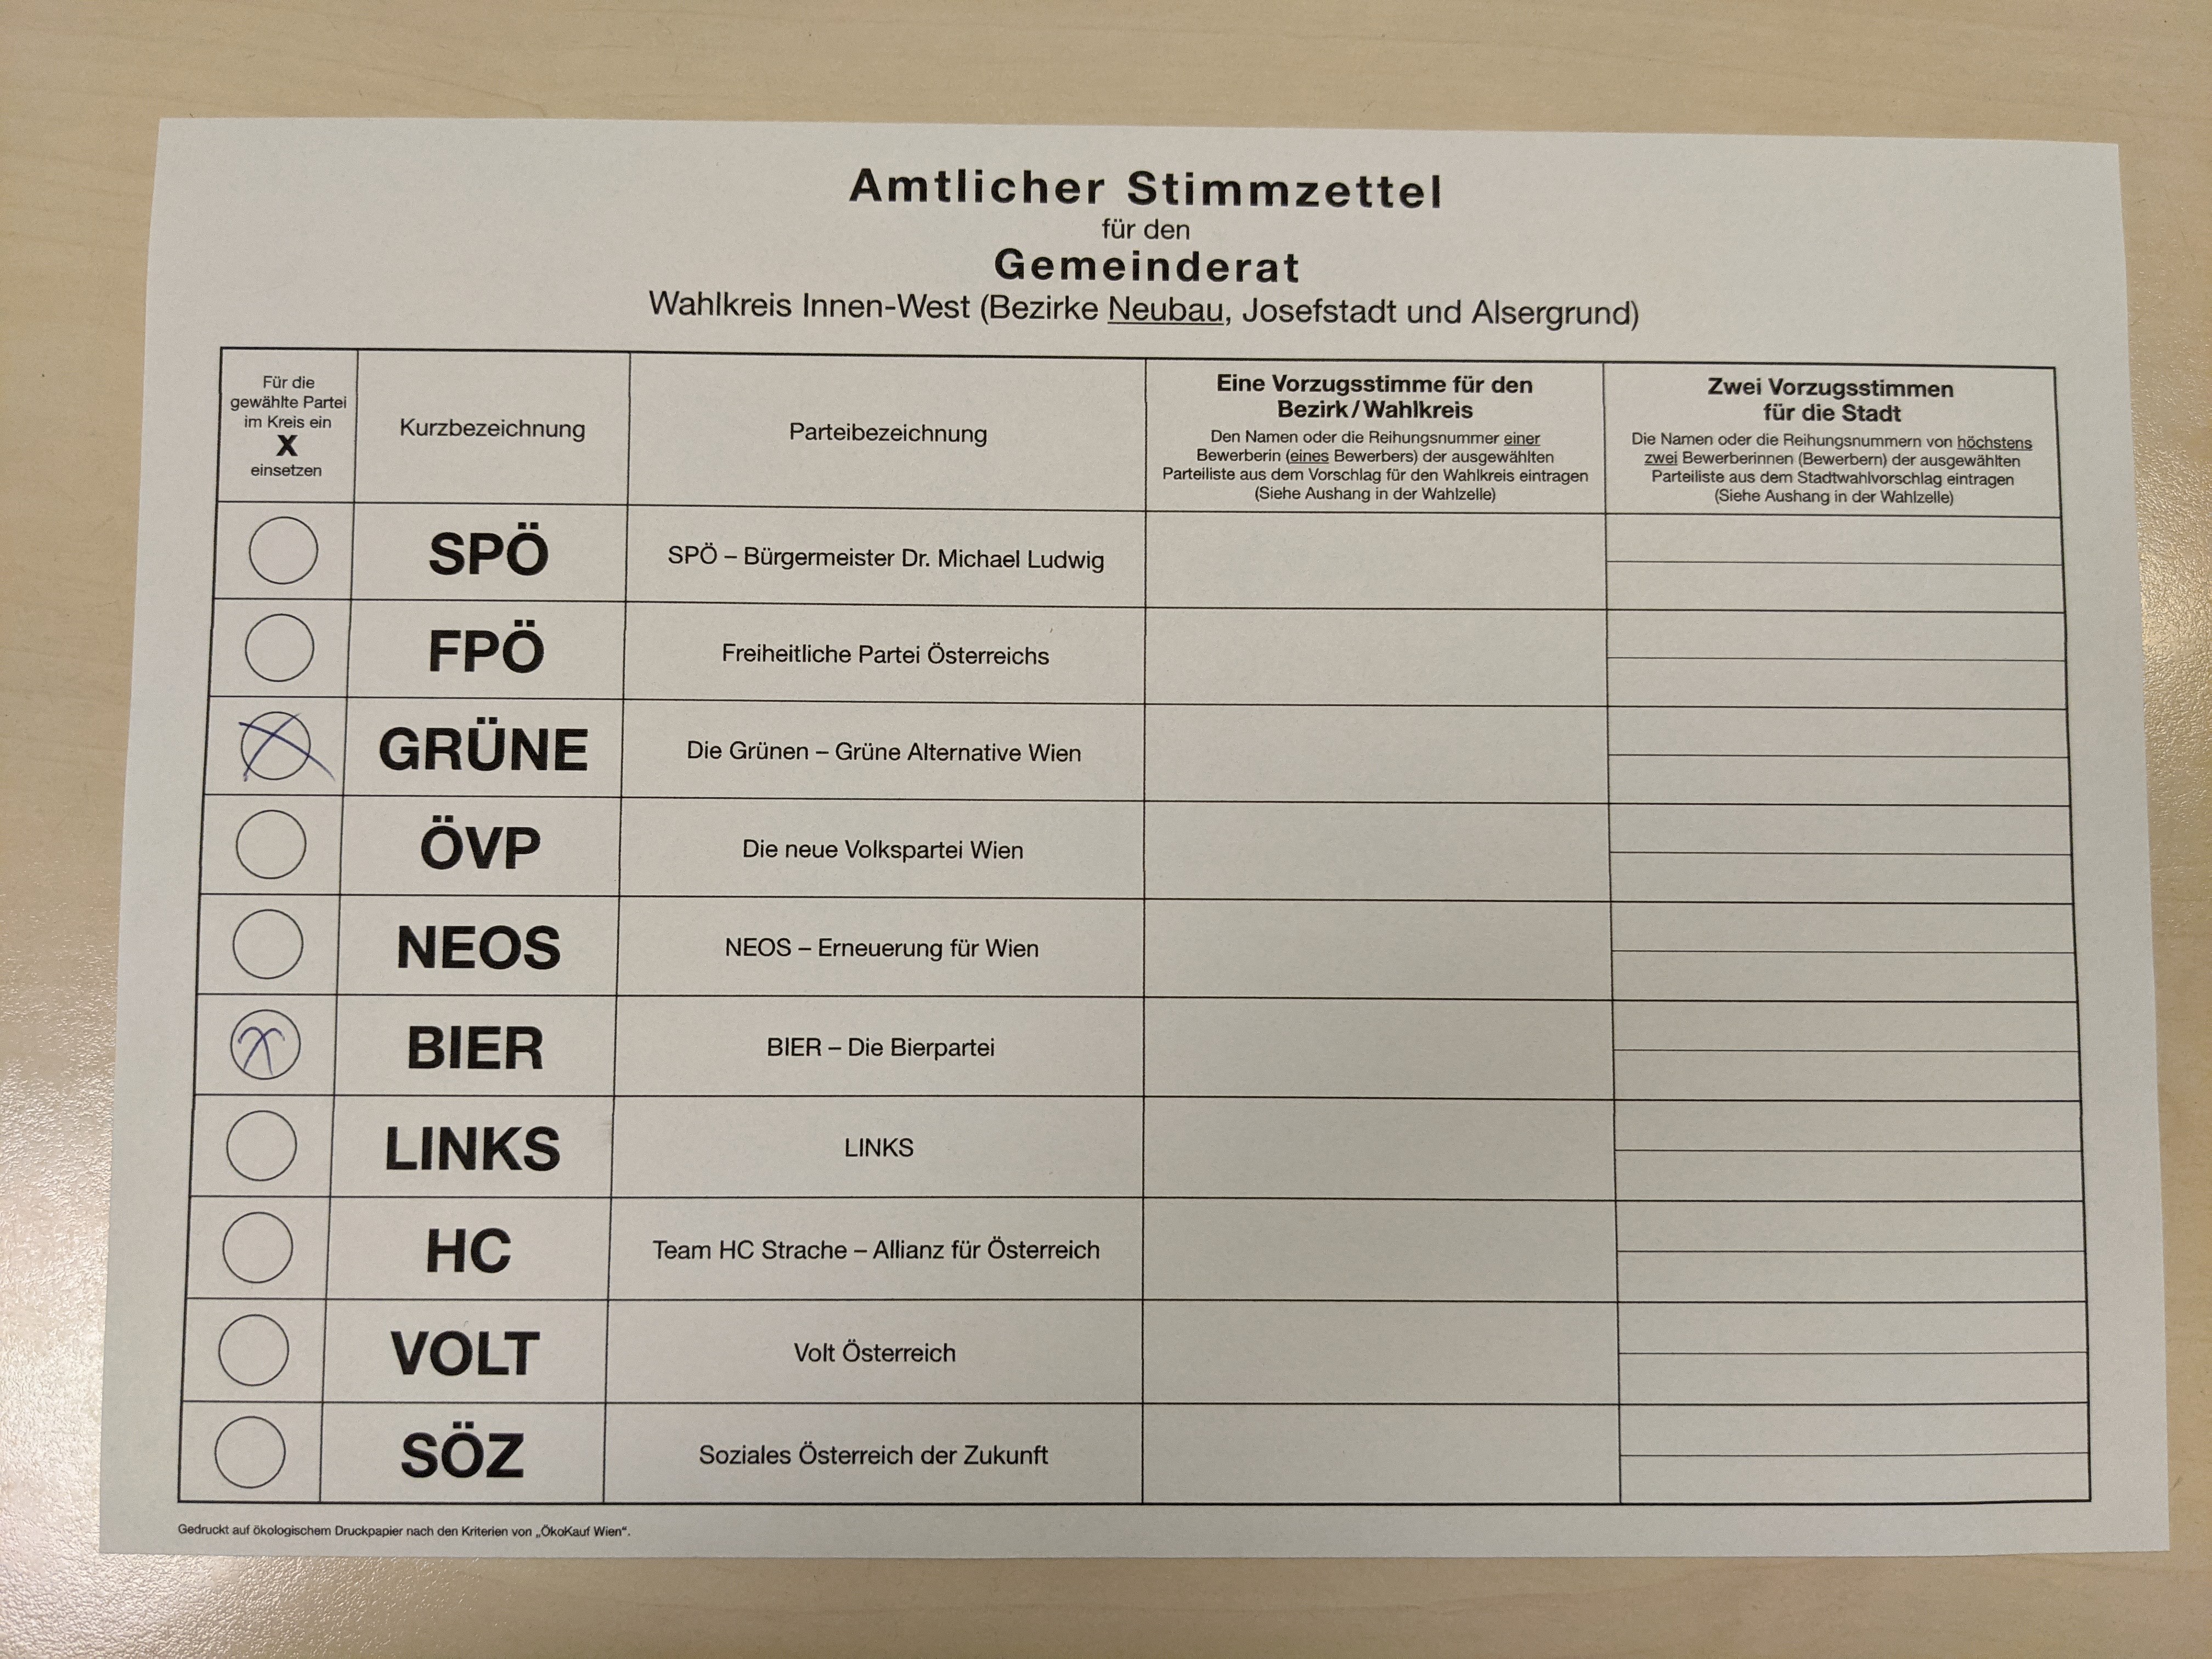 Amtlicher Stimmzettel
für den
Gemeinderat
Wahlkreis Innen-West (Bezirke Neubau, Josefstadt und Alsergrund)
Für die
gewählte Partei
im Kreis ein
X
einsetzen
Kurzbezeichnung
Parteibezeichnung
Eine Vorzugsstimme für den
Bezirk/Wahlkreis
Den Namen oder die Reihungsnummer einer
Bewerberin (eines Bewerbers) der ausgewählten
Parteiliste aus dem Vorschlag für den Wahlkreis eintragen
(Siehe Aushang in der Wahlzelle)
Zwei Vorzugsstimmen
für die Stadt
Die Namen oder die Reihungsnummern von höchstens
zwei Bewerberinnen (Bewerbern) der ausgewählten
Parteiliste aus dem Stadtwahlvorschlag eintragen
(Siehe Aushang in der Wahlzelle)
SPÖ SPÖ – Bürgermeister Dr. Michael Ludwig
FPÖ Freiheitliche Partei Österreichs
X GRÜNE Die Grünen – Grüne Alternative Wien
ÖVP Die neue Volkspartei Wien
NEOS NEOS – Erneuerung für Wien
X BIER BIER – Die Bierpartei
LINKS LINKS
HC Team HC Strache – Allianz für Österreich
VOLT Volt Österreich
SÖZ Soziales Österreich der Zukunft
Gedruckt auf ökologischem Druckpapier nach den Kriterien von „ÖkoKauf Wien“.